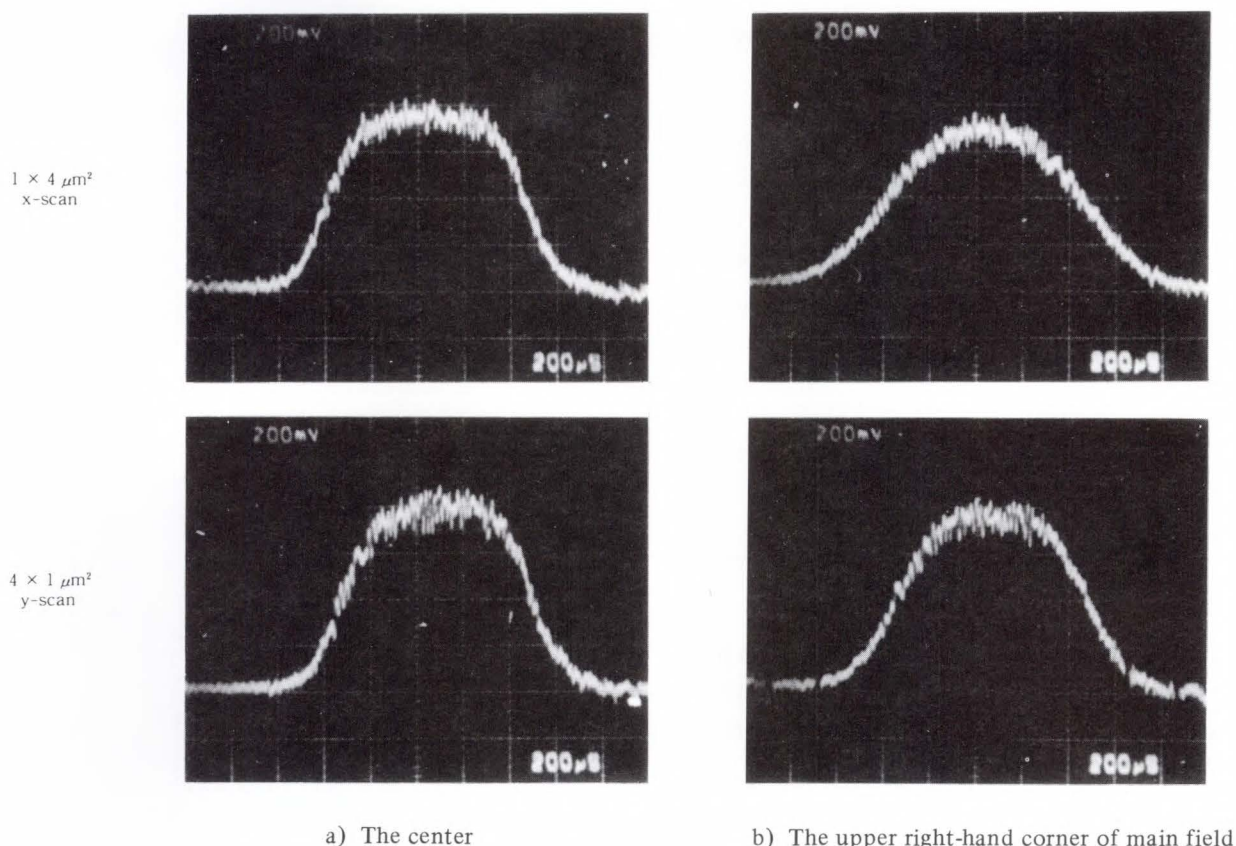 200mV
200mV
1 × 4 μm²
x-scan
200μS
200μS
200mV
200mV
4 × 1 μm²
y-scan
200μS
200μS
a) The center
b) The upper right-hand corner of main field